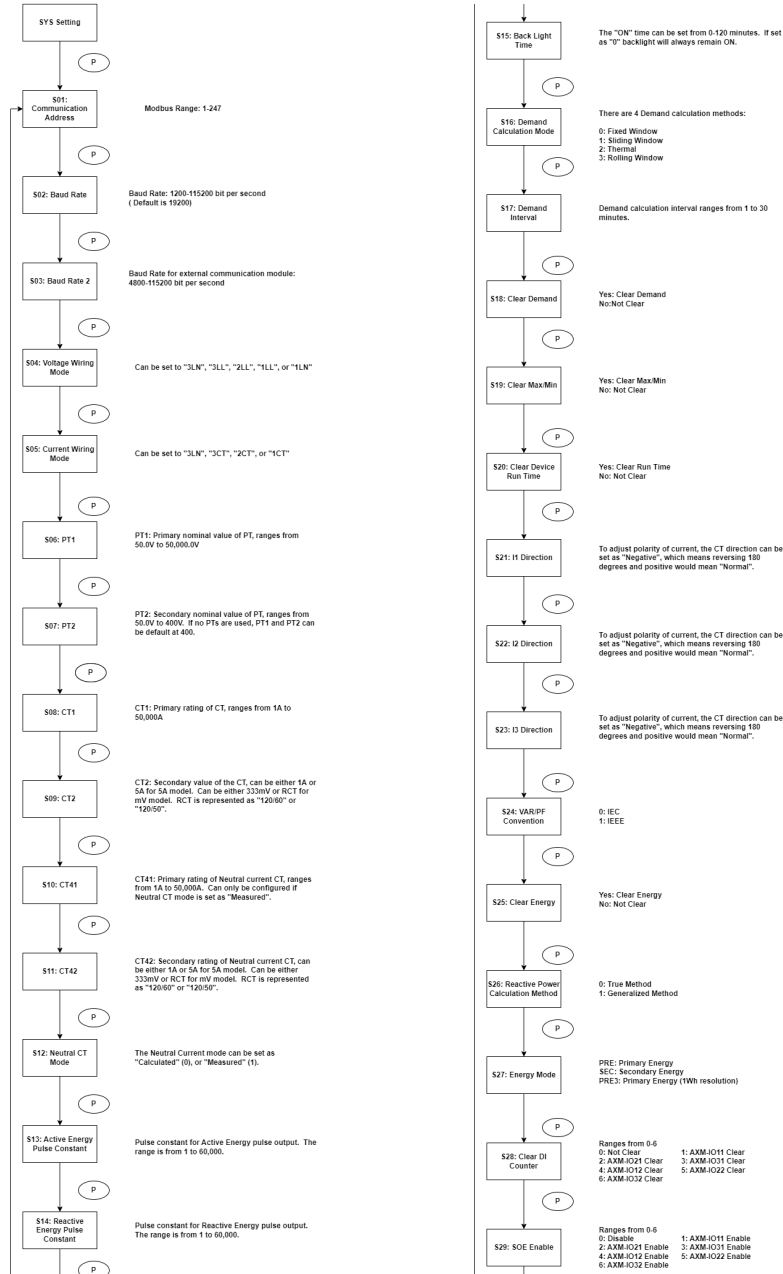 SYS Setting
P
S01:
Communication
Address
Modbus Range: 1-247
P
S02: Baud Rate
Baud Rate: 1200-115200 bit per second
( Default is 19200)
P
S03: Baud Rate 2
Baud Rate for external communication module:
4800-115200 bit per second
P
S04: Voltage Wiring
Mode
Can be set to "3LN", "3LL", "2LL", "1LL", or "1LN"
P
S05: Current Wiring
Mode
Can be set to "3LN", "3CT", "2CT", or "1CT"
P
S06: PT1
PT1: Primary nominal value of PT, ranges from
50.0V to 50,000.0V
P
S07: PT2
PT2: Secondary nominal value of PT, ranges from
50.0V to 400V. If no PTs are used, PT1 and PT2 can
be default at 400.
P
S08: CT1
CT1: Primary rating of CT, ranges from 1A to
50,000A
P
S09: CT2
CT2: Secondary value of the CT, can be either 1A or
5A for 5A model. Can be either 333mV or RCT for
mV model. RCT is represented as "120/60" or
"120/50".
P
S10: CT41
CT41: Primary rating of Neutral current CT, ranges
from 1A to 50,000A. Can only be configured if
Neutral CT mode is set as "Measured".
P
S11: CT42
CT42: Secondary rating of Neutral current CT, can
be either 1A or 5A for 5A model. Can be either
333mV or RCT for mV model. RCT is represented
as "120/60" or "120/50".
P
S12: Neutral CT
Mode
The Neutral Current mode can be set as
"Calculated" (0), or "Measured" (1).
P
S13: Active Energy
Pulse Constant
Pulse constant for Active Energy pulse output. The
range is from 1 to 60,000.
P
S14: Reactive
Energy Pulse
Constant
Pulse constant for Reactive Energy pulse output.
The range is from 1 to 60,000.
P
S15: Back Light
Time
The "ON" time can be set from 0-120 minutes. If set
as "0" backlight will always remain ON.
P
S16: Demand
Calculation Mode
There are 4 Demand calculation methods:
0: Fixed Window
1: Sliding Window
2: Thermal
3: Rolling Window
P
S17: Demand
Interval
Demand calculation interval ranges from 1 to 30
minutes.
P
S18: Clear Demand
Yes: Clear Demand
No:Not Clear
P
S19: Clear Max/Min
Yes: Clear Max/Min
No: Not Clear
P
S20: Clear Device
Run Time
Yes: Clear Run Time
No: Not Clear
P
S21: I1 Direction
To adjust polarity of current, the CT direction can be
set as "Negative", which means reversing 180
degrees and positive would mean "Normal".
P
S22: I2 Direction
To adjust polarity of current, the CT direction can be
set as "Negative", which means reversing 180
degrees and positive would mean "Normal".
P
S23: I3 Direction
To adjust polarity of current, the CT direction can be
set as "Negative", which means reversing 180
degrees and positive would mean "Normal".
P
S24: VAR/PF
Convention
0: IEC
1: IEEE
P
S25: Clear Energy
Yes: Clear Energy
No: Not Clear
P
S26: Reactive Power
Calculation Method
0: True Method
1: Generalized Method
P
S27: Energy Mode
PRE: Primary Energy
SEC: Secondary Energy
PRE3: Primary Energy (1Wh resolution)
P
S28: Clear DI
Counter
Ranges from 0-6
0: Not Clear 1: AXM-IO11 Clear
2: AXM-IO21 Clear 3: AXM-IO31 Clear
4: AXM-IO12 Clear 5: AXM-IO22 Clear
6: AXM-IO32 Clear
P
S29: SOE Enable
Ranges from 0-6
0: Disable 1: AXM-IO11 Enable
2: AXM-IO21 Enable 3: AXM-IO31 Enable
4: AXM-IO12 Enable 5: AXM-IO22 Enable
6: AXM-IO32 Enable